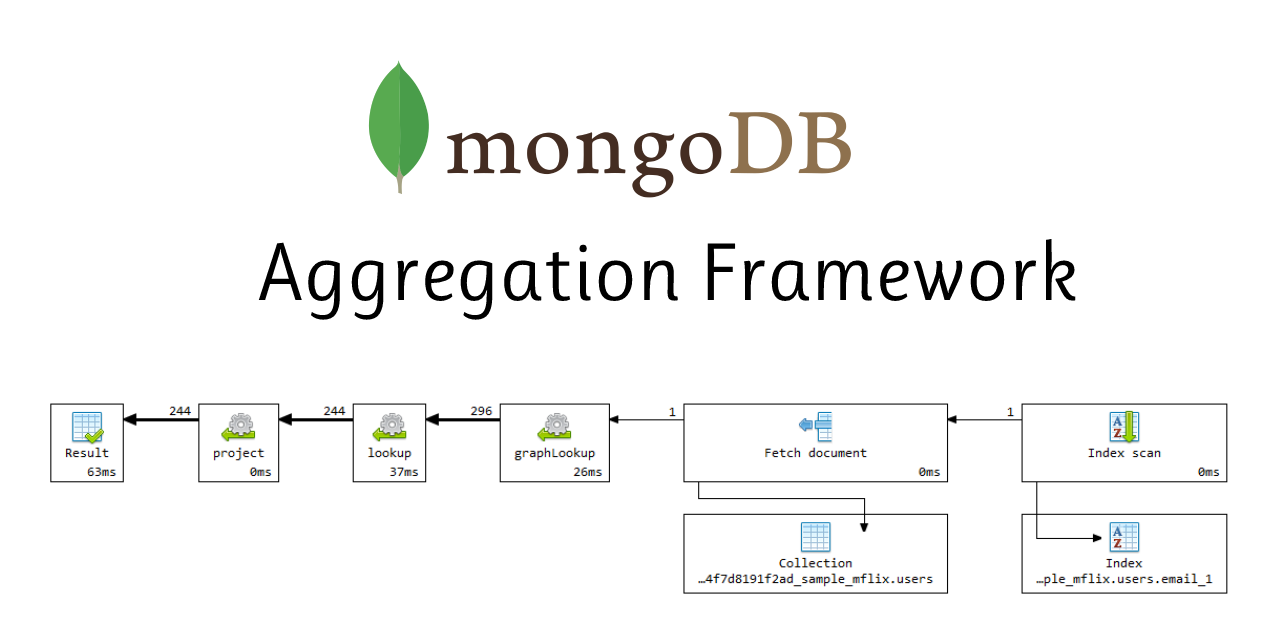 mongoDB
Aggregation Framework
244
244
296
1
1
Result
63ms
project
0ms
lookup
37ms
graphLookup
26ms
Fetch document
0ms
Index scan
0ms
Collection
…4f7d8191f2ad_sample_mflix.users
Index
…ple_mflix.users.email_1